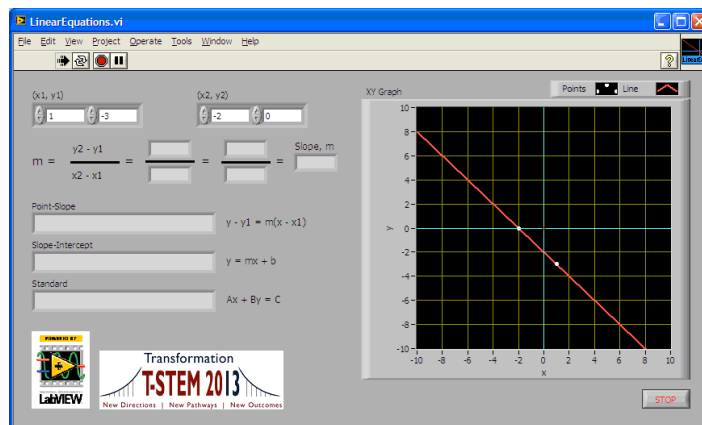 LinearEquations.vi
File Edit View Project Operate Tools Window Help
?
(x1, y1)
1 -3
(x2, y2)
-2 0
m = y2 - y1 = = = Slope, m
x2 - x1
Point-Slope
y - y1 = m(x - x1)
Slope-Intercept
y = mx + b
Standard
Ax + By = C
POWERED BY
LabVIEW
Transformation
T-STEM 2013
New Directions | New Pathways | New Outcomes
XY Graph
Points Line
10
8
6
4
2
0
-2
-4
-6
-8
-10
Y
-10 -8 -6 -4 -2 0 2 4 6 8 10
X
STOP